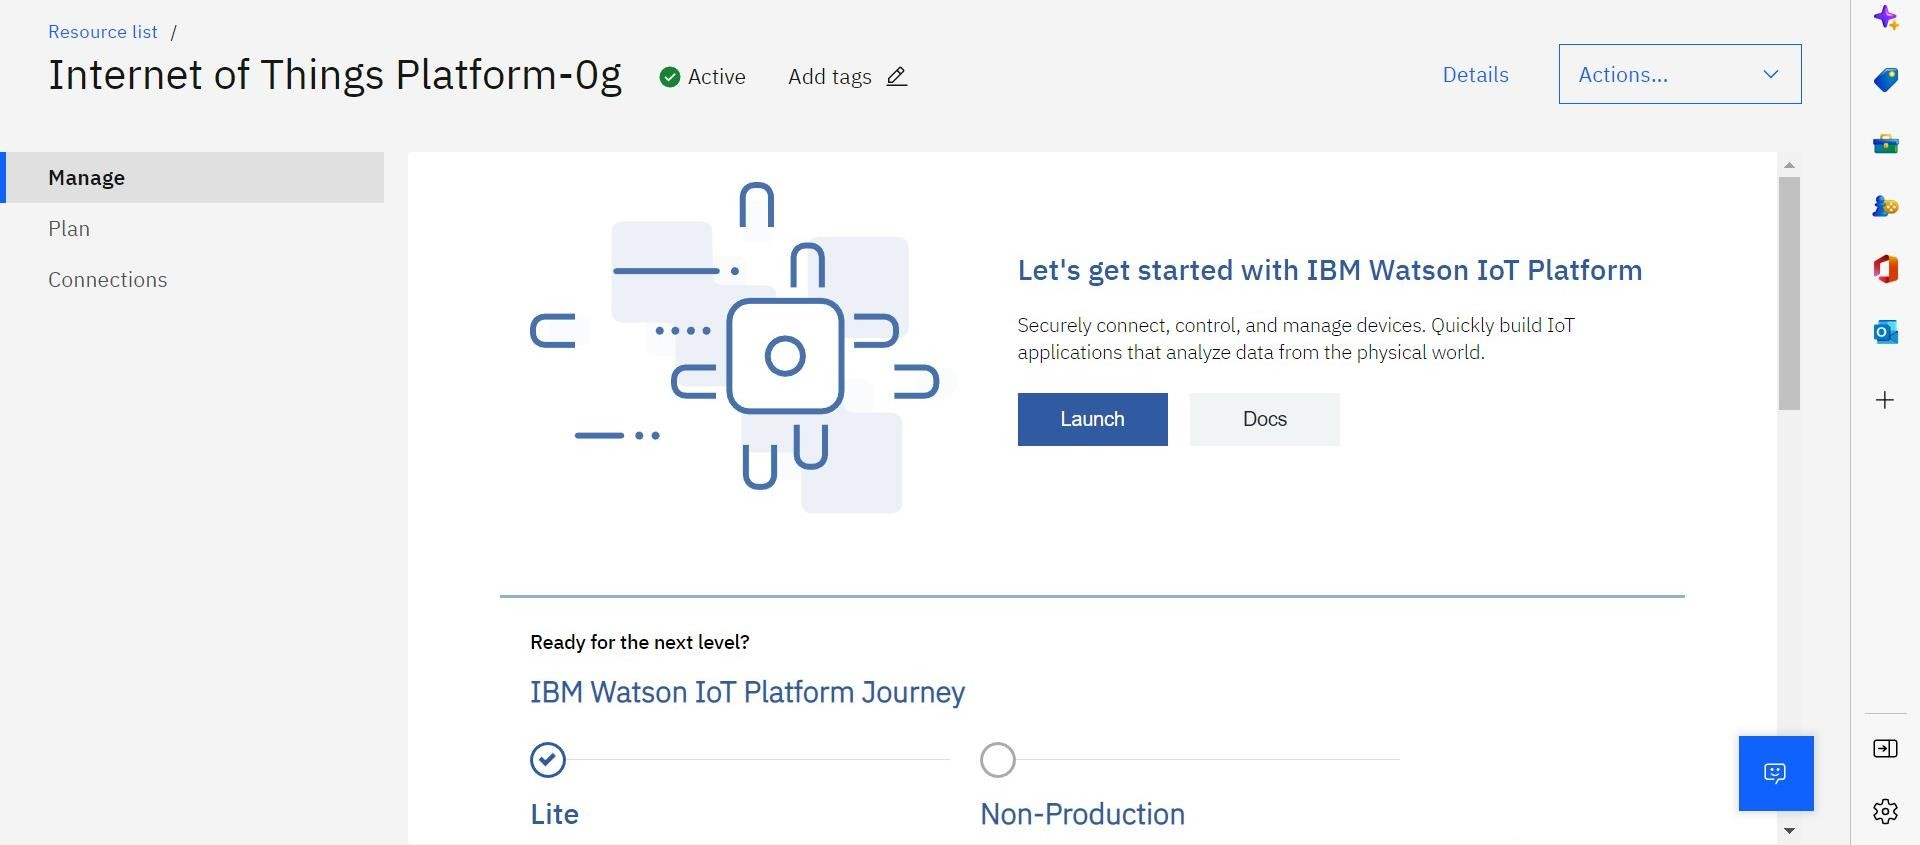 Resource list /
Internet of Things Platform-0g
Active
Add tags
Details
Actions...
Manage
Plan
Connections
Let's get started with IBM Watson IoT Platform
Securely connect, control, and manage devices. Quickly build IoT
applications that analyze data from the physical world.
Launch
Docs
Ready for the next level?
IBM Watson IoT Platform Journey
Lite
Non-Production